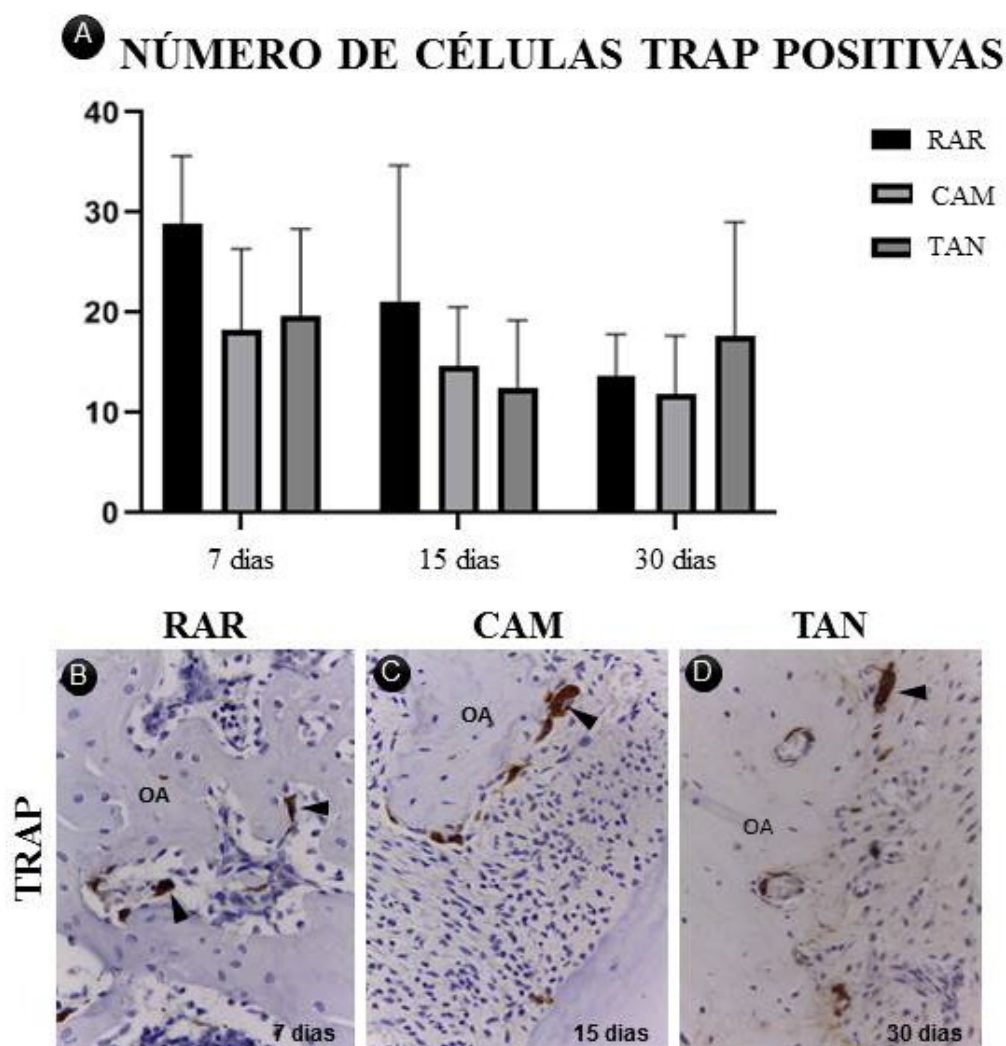 A NÚMERO DE CÉLULAS TRAP POSITIVAS
40
30
20
10
0
RAR
CAM
TAN
7 dias 15 dias 30 dias
RAR CAM TAN
TRAP
B
OA
7 dias
C
OA
15 dias
D
OA
30 dias